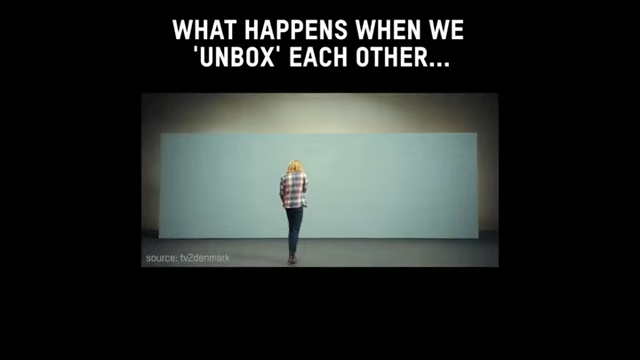 WHAT HAPPENS WHEN WE
'UNBOX' EACH OTHER...
source: tv2denmark